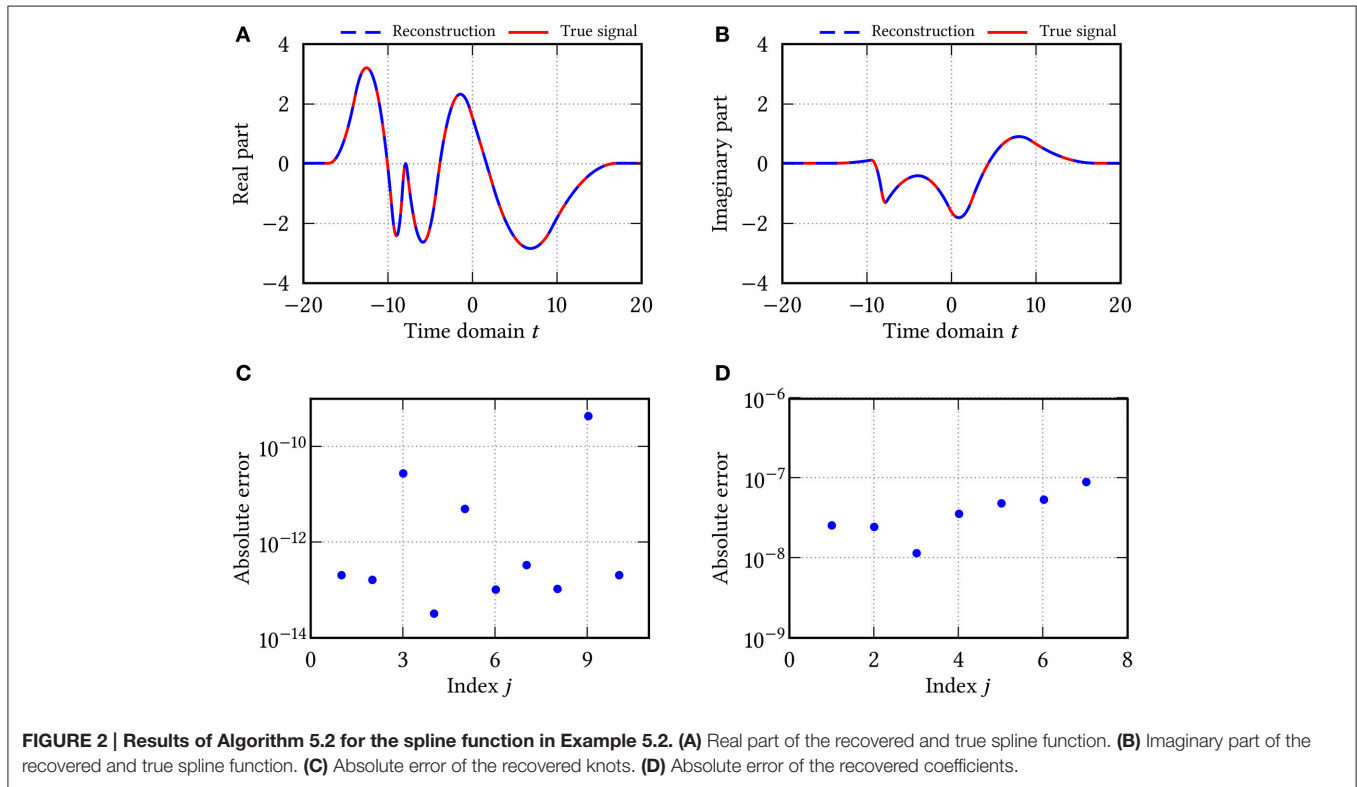 A
Reconstruction True signal
4
2
0
−2
−4
Real part
−20 −10 0 10 20
Time domain t
B
Reconstruction True signal
4
2
0
−2
−4
Imaginary part
−20 −10 0 10 20
Time domain t
C
10−10
10−12
10−14
Absolute error
0 3 6 9
Index j
D
10−6
10−7
10−8
10−9
Absolute error
0 2 4 6 8
Index j
FIGURE 2 | Results of Algorithm 5.2 for the spline function in Example 5.2. (A) Real part of the recovered and true spline function. (B) Imaginary part of the
recovered and true spline function. (C) Absolute error of the recovered knots. (D) Absolute error of the recovered coefficients.